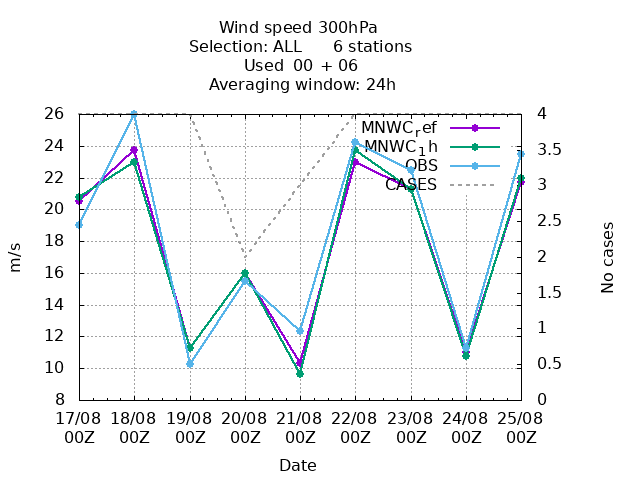 Wind speed 300hPa
Selection: ALL 6 stations
Used 00 + 06
Averaging window: 24h
26 4
MNWCref
24 3.5
MNWC1h
OBS
22 3
CASES
20 2.5
18 2
m/s
No cases
16 1.5
14
12 1
10 0.5
8 0
17/08 18/08 19/08 20/08 21/08 22/08 23/08 24/08 25/08
00Z 00Z 00Z 00Z 00Z 00Z 00Z 00Z 00Z
Date